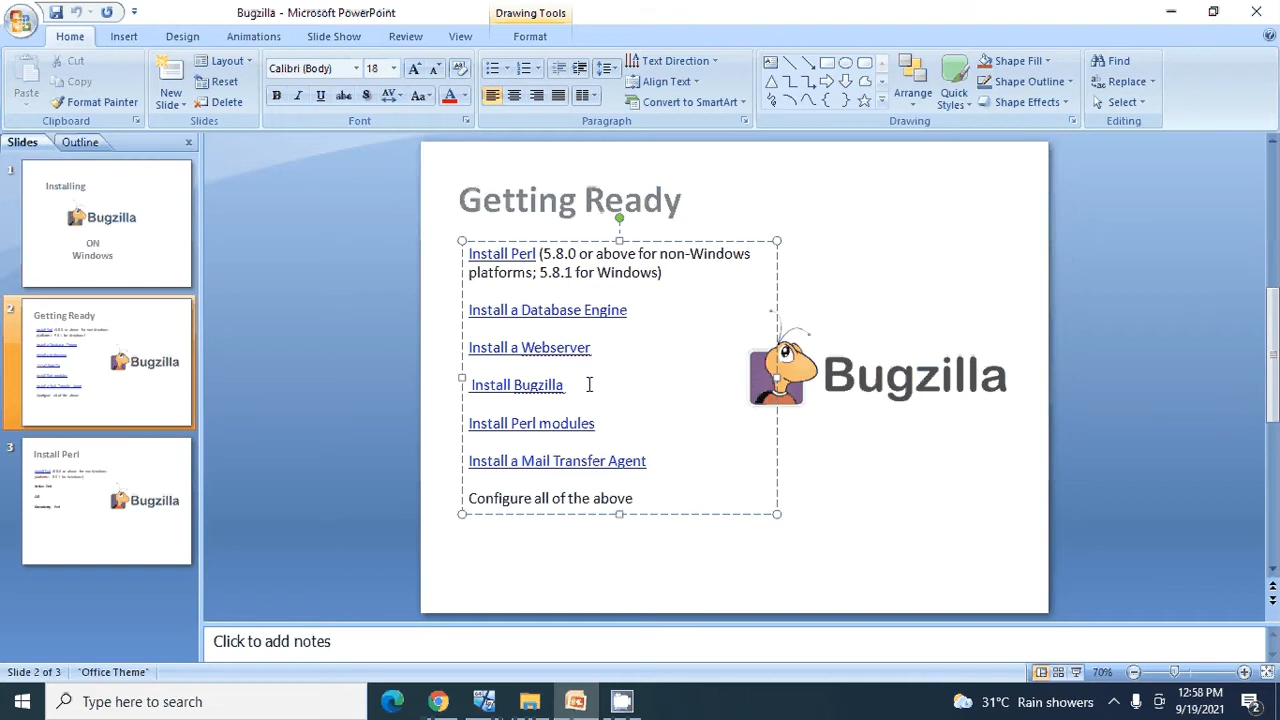 Bugzilla - Microsoft PowerPoint
Drawing Tools
Home Insert Design Animations Slide Show Review View Format
Paste
Cut
Copy
Format Painter
Clipboard
New
Slide
Layout
Reset
Delete
Slides
Calibri (Body) 18
Font
Text Direction
Align Text
Convert to SmartArt
Paragraph
Arrange
Quick
Styles
Shape Fill
Shape Outline
Shape Effects
Drawing
Find
Replace
Select
Editing
Slides Outline
1
Installing
Bugzilla
ON
Windows
2
Getting Ready
Bugzilla
3
Install Perl
Bugzilla
Getting Ready
Install Perl (5.8.0 or above for non-Windows
platforms; 5.8.1 for Windows)
Install a Database Engine
Install a Webserver
Install Bugzilla
Install Perl modules
Install a Mail Transfer Agent
Configure all of the above
Bugzilla
Click to add notes
Slide 2 of 3 "Office Theme" 70%
Type here to search
31°C Rain showers
12:58 PM
9/19/2021
2